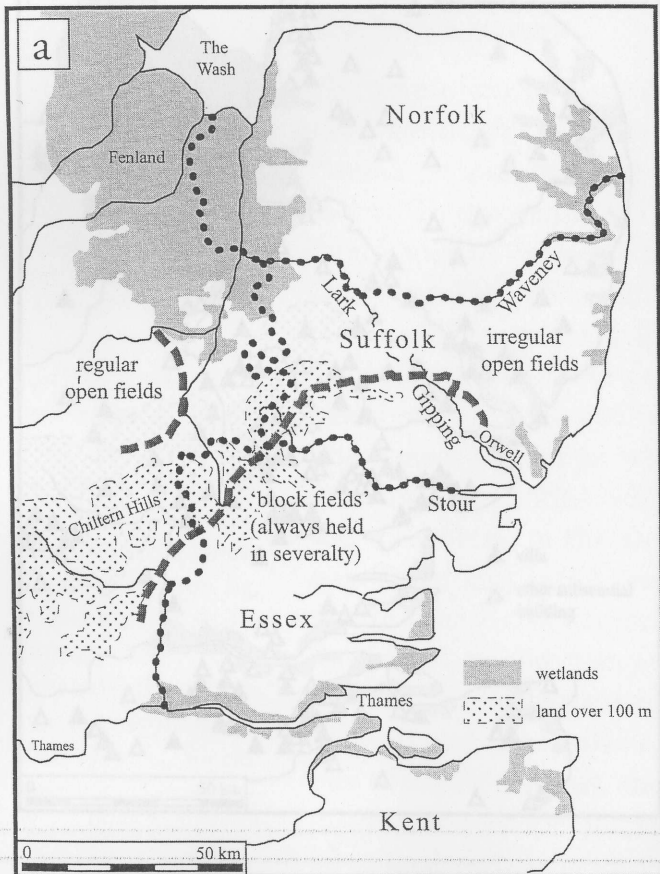 a
The
Wash
Norfolk
Fenland
Lark
Waveney
Suffolk
irregular
open fields
regular
open fields
Gipping
Orwell
Chiltern Hills
'block fields'
(always held
in severalty)
Stour
Essex
wetlands
Thames
land over 100 m
Thames
Kent
0
50 km